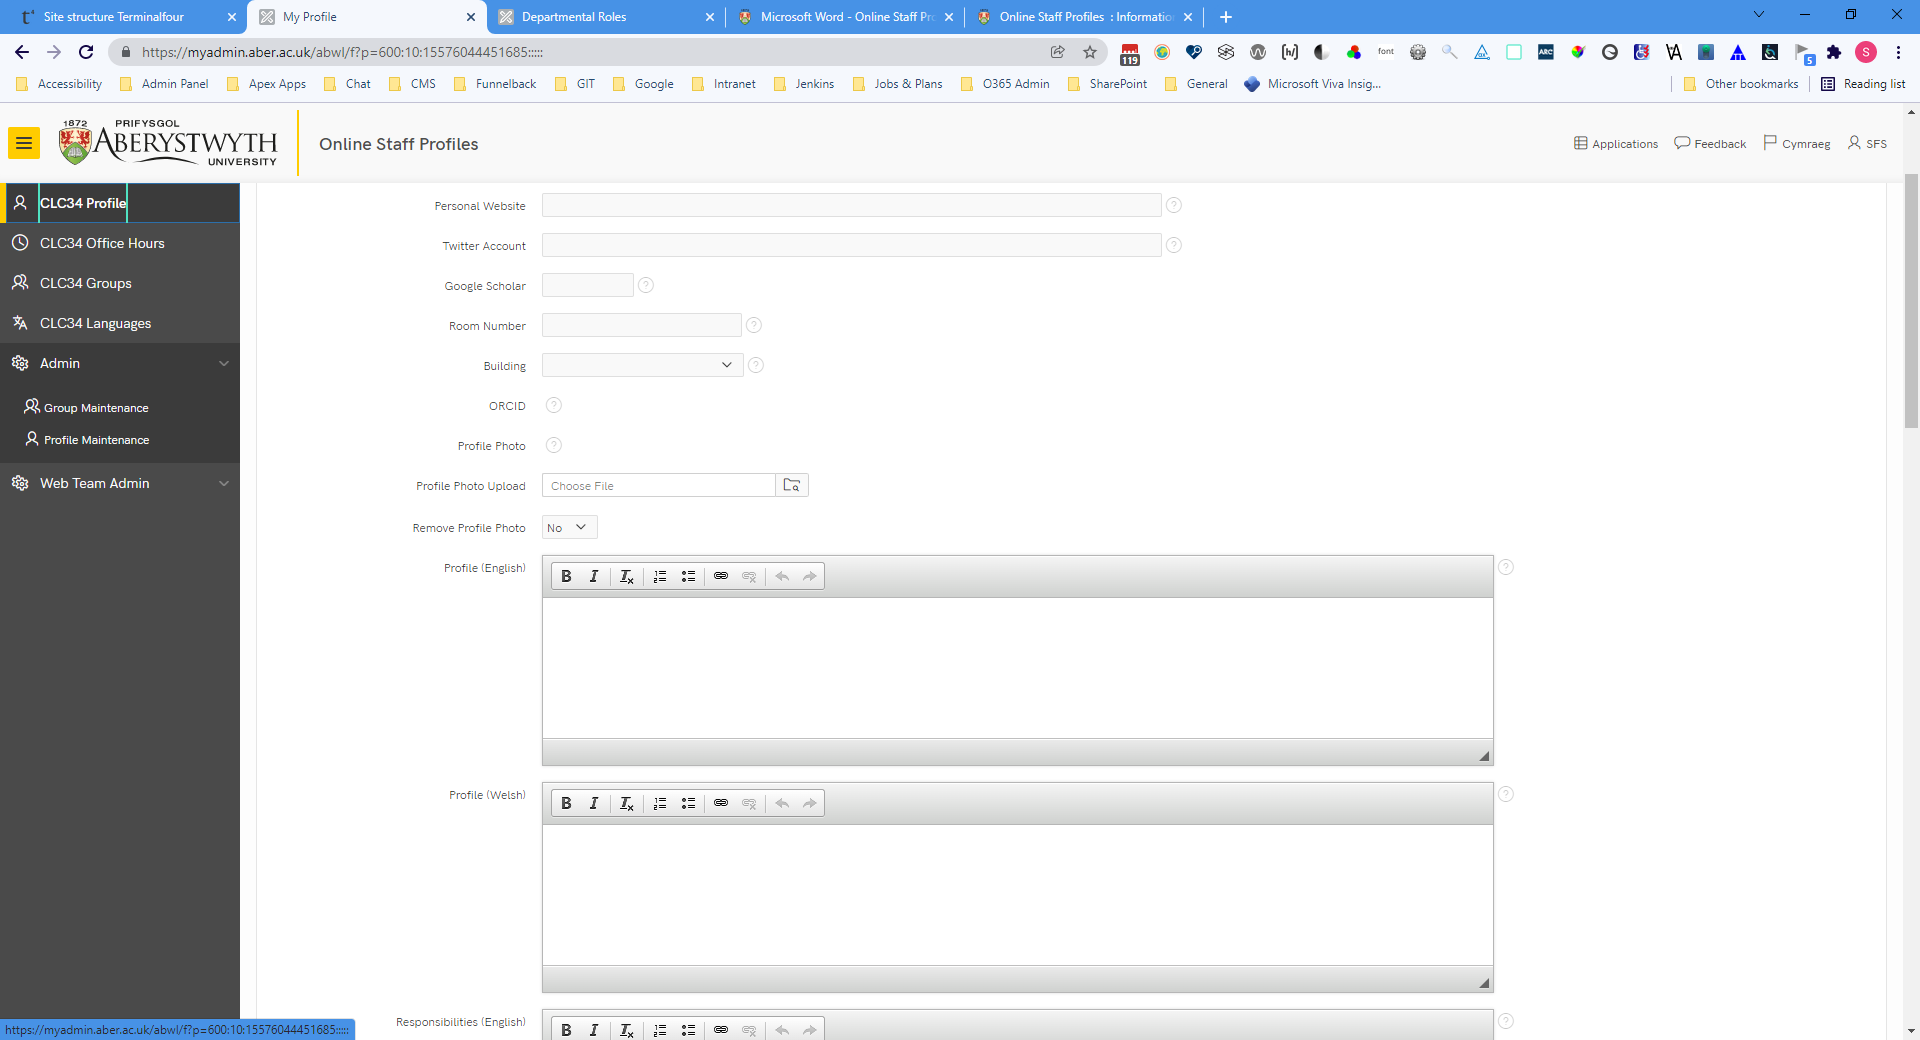 Site structure Terminalfour
My Profile
Departmental Roles
Microsoft Word - Online Staff Pr
Online Staff Profiles : Informatio
https://myadmin.aber.ac.uk/abwl/f?p=600:10:15576044451685:::::
119
font
ARC
5
S
Accessibility
Admin Panel
Apex Apps
Chat
CMS
Funnelback
GIT
Google
Intranet
Jenkins
Jobs & Plans
O365 Admin
SharePoint
General
Microsoft Viva Insig...
Other bookmarks
Reading list
1872
PRIFYSGOL
ABERYSTWYTH
UNIVERSITY
Online Staff Profiles
Applications
Feedback
Cymraeg
SFS
CLC34 Profile
CLC34 Office Hours
CLC34 Groups
CLC34 Languages
Admin
Group Maintenance
Profile Maintenance
Web Team Admin
Personal Website
Twitter Account
Google Scholar
Room Number
Building
ORCID
Profile Photo
Profile Photo Upload
Choose File
Remove Profile Photo
No
Profile (English)
Profile (Welsh)
Responsibilities (English)
https://myadmin.aber.ac.uk/abwl/f?p=600:10:15576044451685:::::